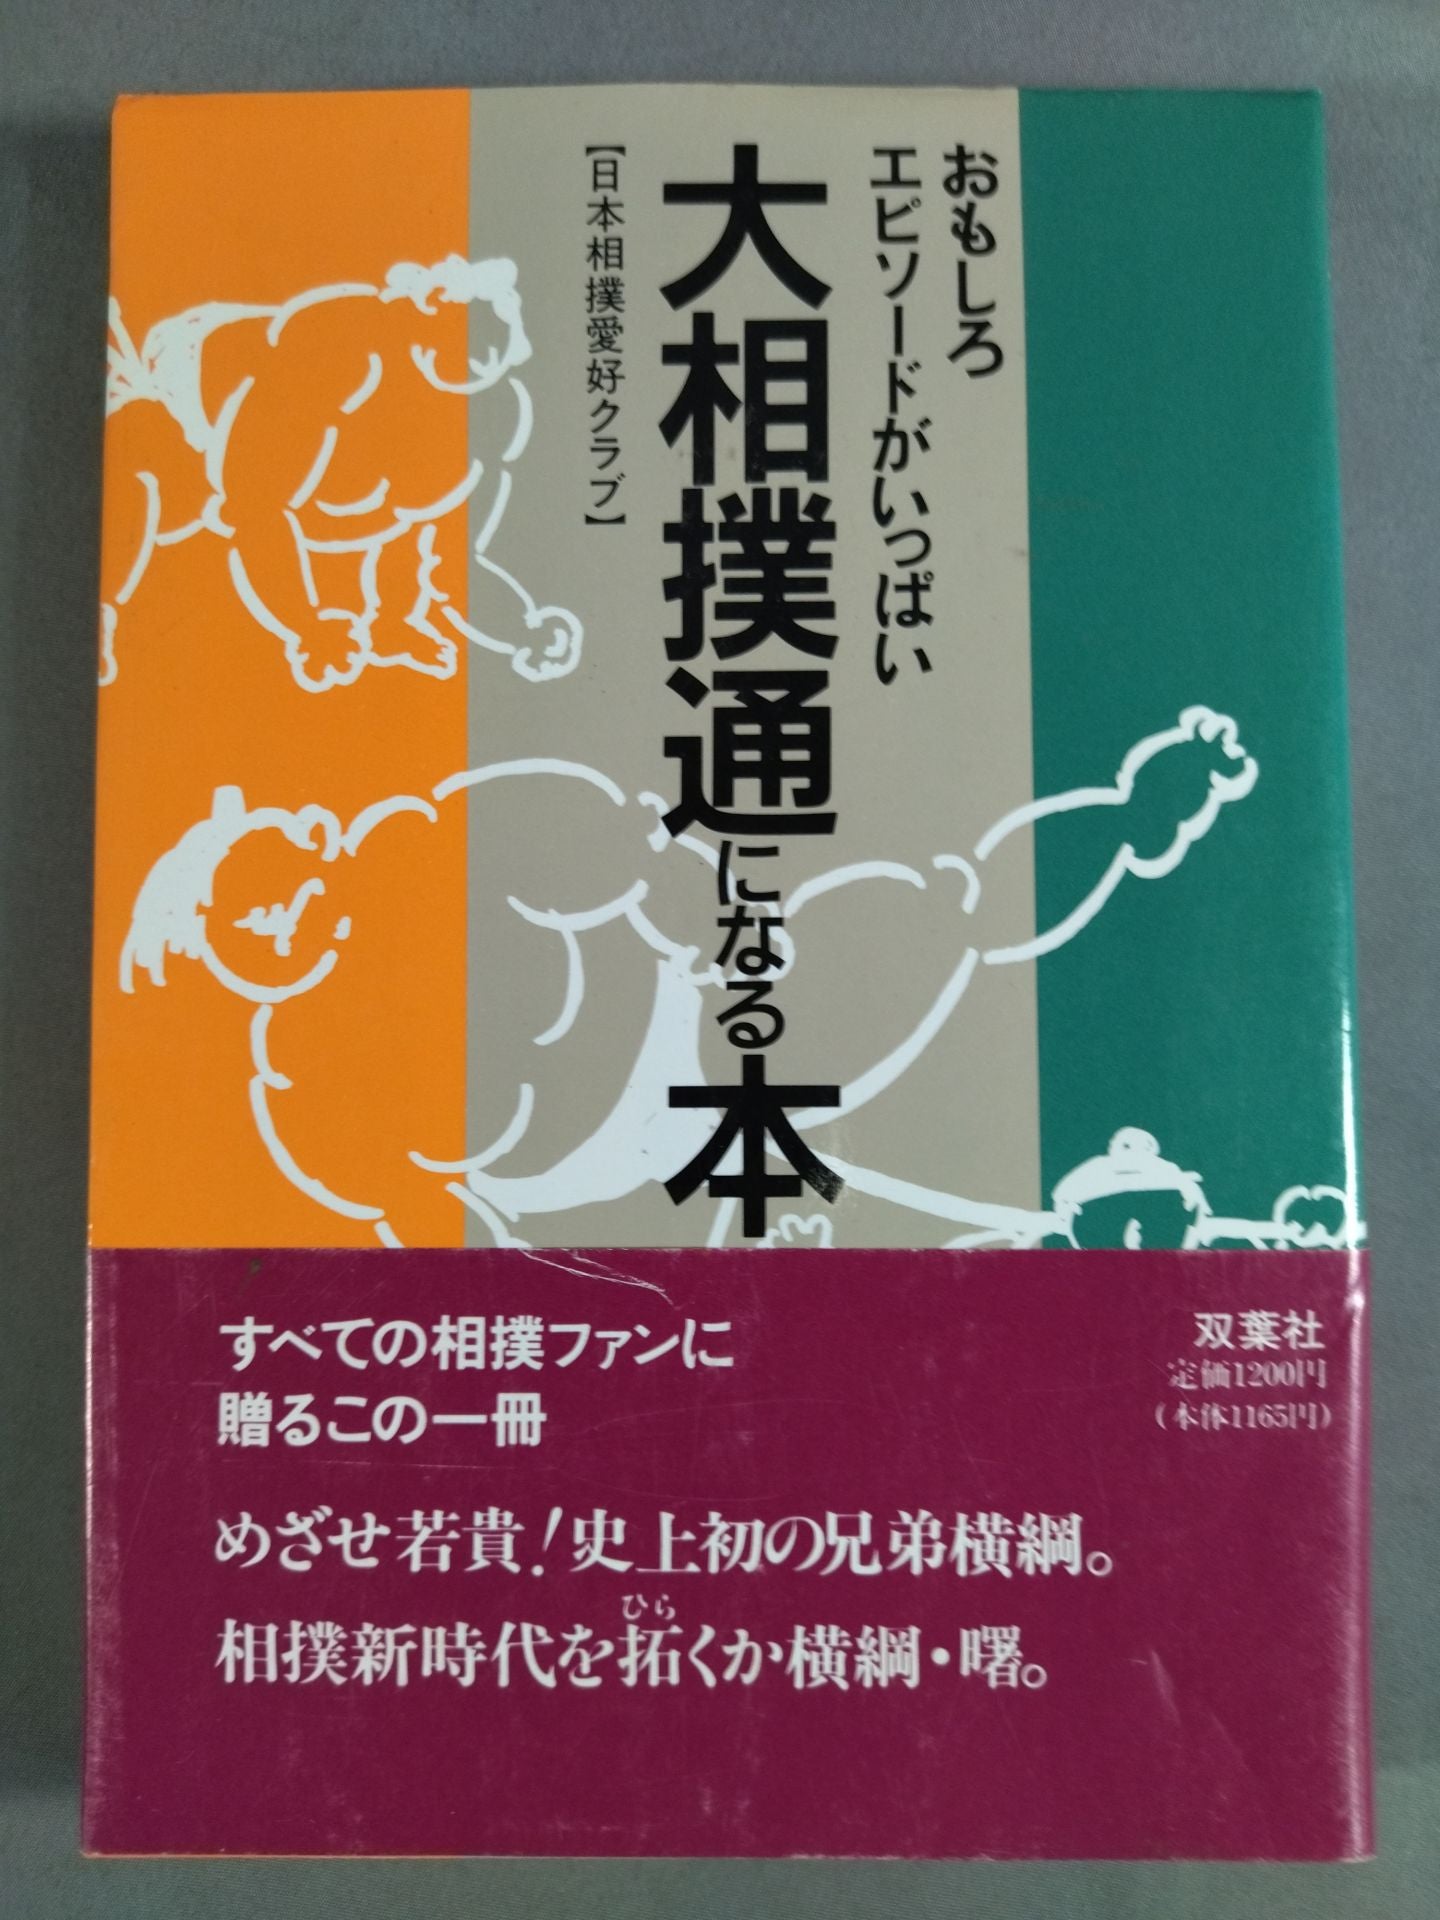 おもしろ
エピソードがいっぱい
大相撲通になる本
【日本相撲愛好クラブ】
すべての相撲ファンに
贈るこの一冊
双葉社
定価1200円
(本体1165円)
めざせ若貴!史上初の兄弟横綱。
ひら
相撲新時代を拓くか横綱・曙。